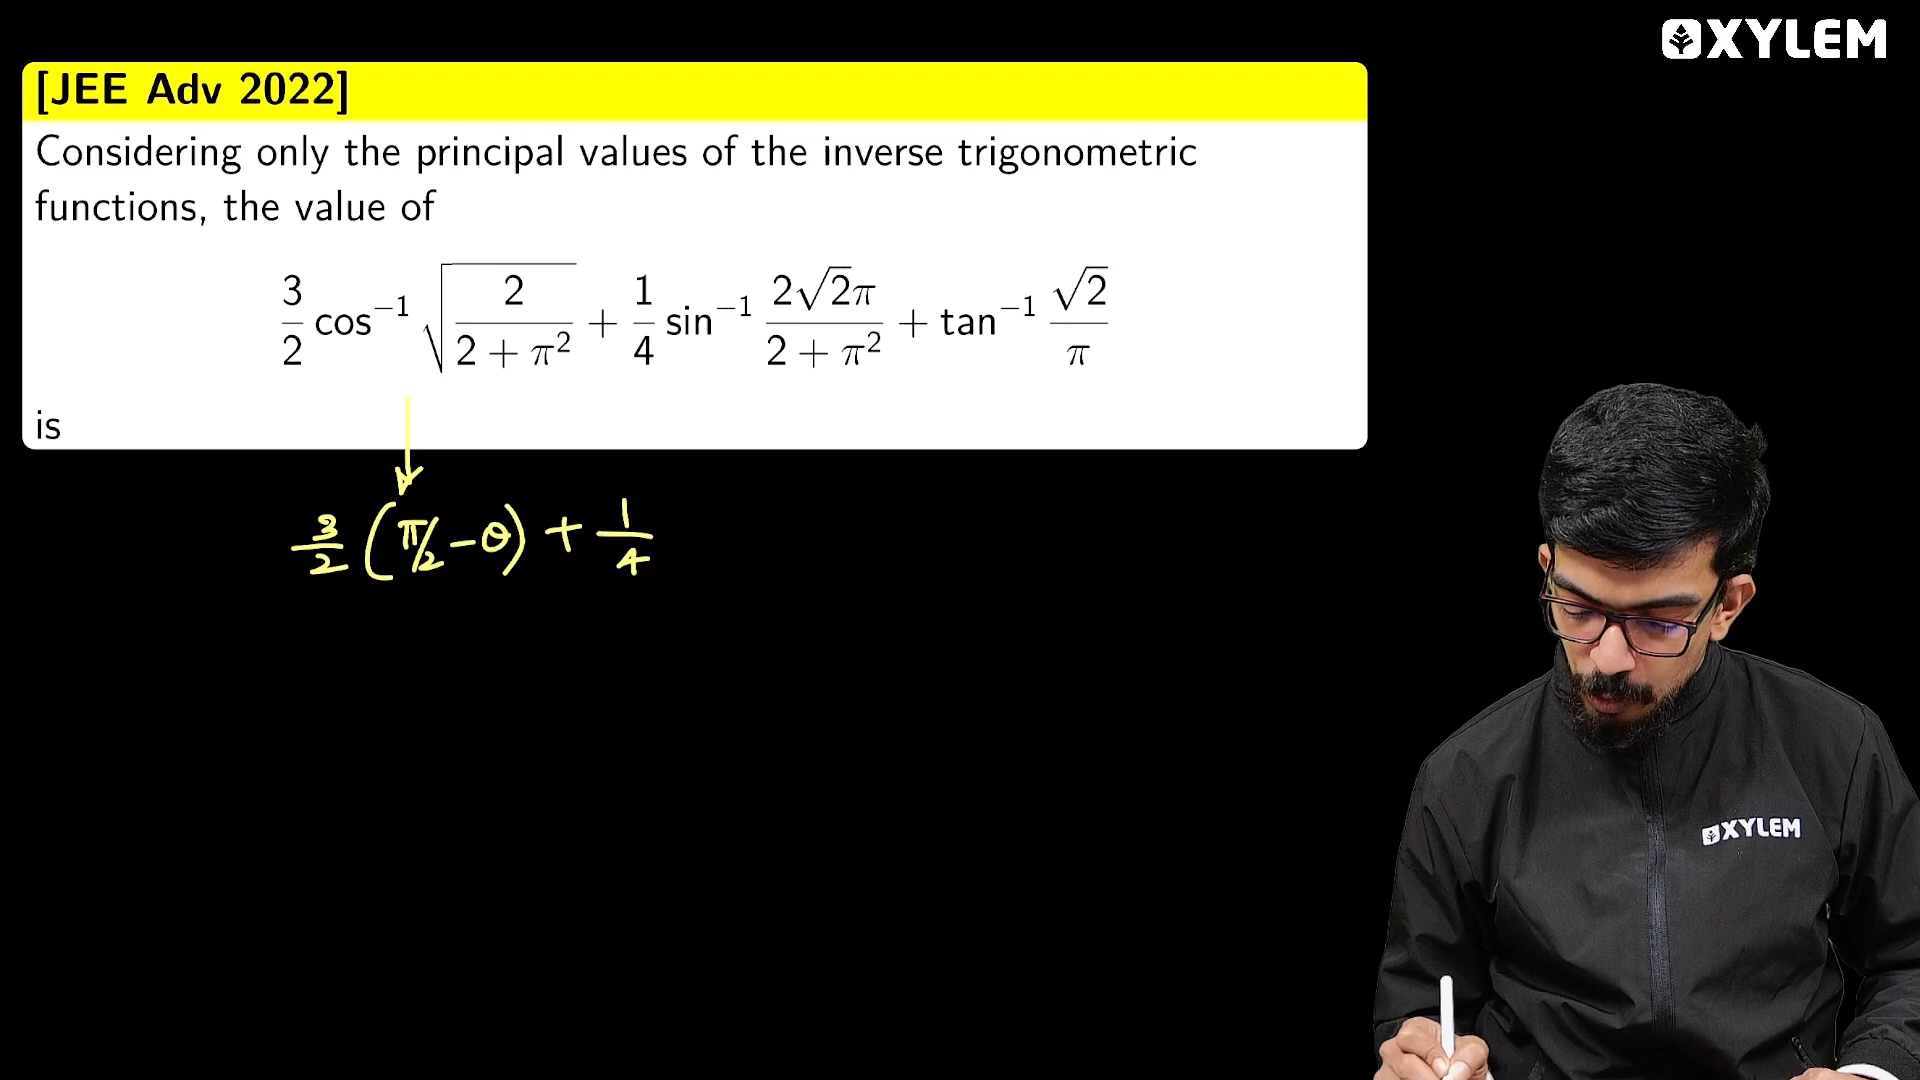 XYLEM
[JEE Adv 2022]
Considering only the principal values of the inverse trigonometric
functions, the value of
3/2 cos⁻¹ √(2/(2 + π²)) + 1/4 sin⁻¹ (2√2π)/(2 + π²) + tan⁻¹ √2/π
is
3/2 (π/2 − θ) + 1/4
XYLEM